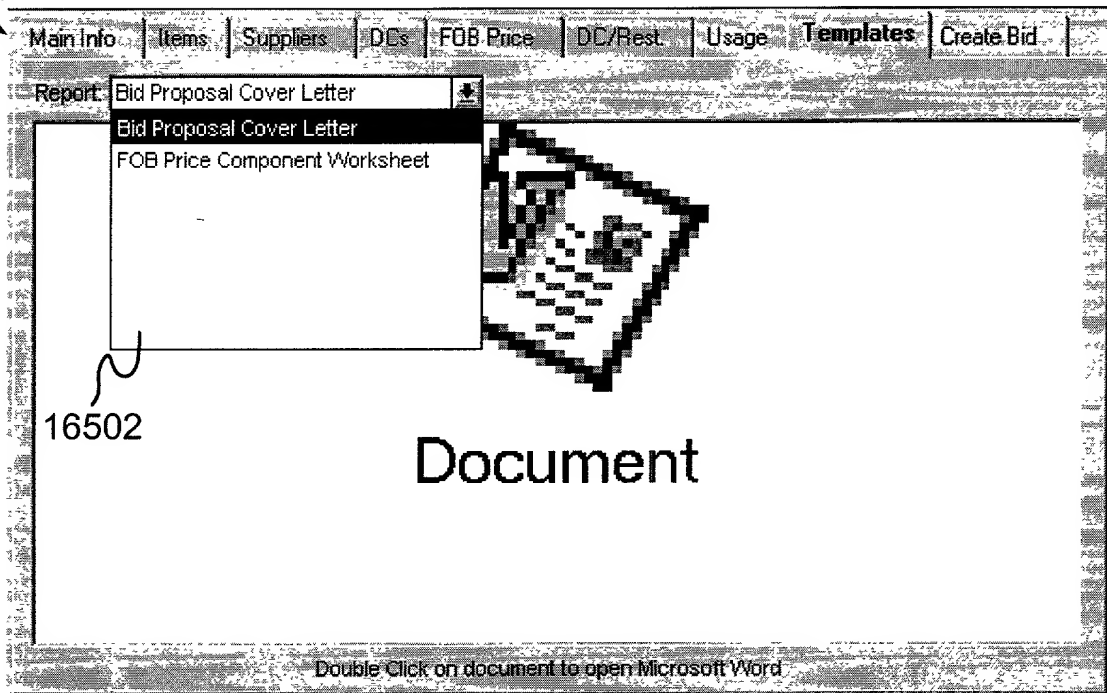 Main Info Items Suppliers DCs FOB Price DC/Rest. Usage Templates Create Bid
Report: Bid Proposal Cover Letter
Bid Proposal Cover Letter
FOB Price Component Worksheet
16502
Document
Double Click on document to open Microsoft Word